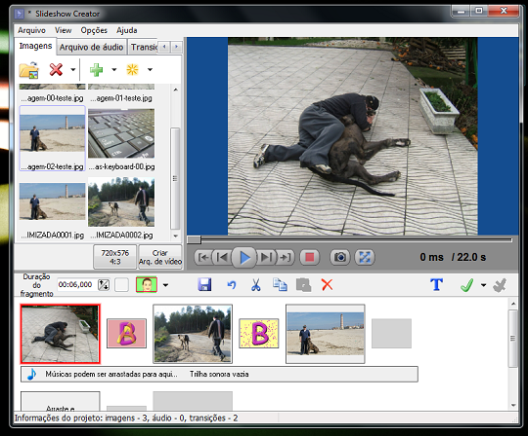 * Slideshow Creator
Arquivo View Opções Ajuda
Imagens Arquivo de áudio Transi
...agem-00-teste.jpg ...agem-01-teste.jpg
...agem-02-teste.jpg ...as-keyboard-00.jpg
...IMIZADA0001.jpg ...IMIZADA0002.jpg
720x576
4:3
Criar
Arq. de vídeo
0 ms / 22.0 s
Duração
do
fragmento
00:06,000
T
B B
Músicas podem ser arrastadas para aqui... Trilha sonora vazia
Informações do projeto: imagens - 3, áudio - 0, transições - 2